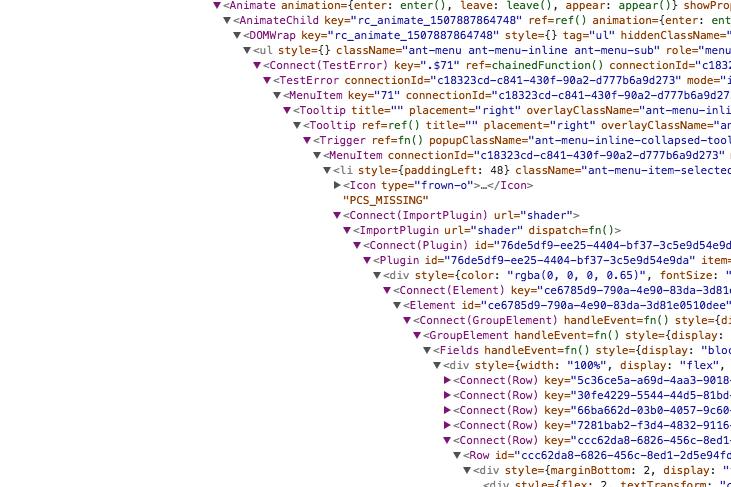 ▼<Animate animation={enter: enter(), leave: leave(), appear: appear()} showProp
▼<AnimateChild key="rc_animate_1507887864748" ref=ref() animation={enter: ent
▼<DOMWrap key="rc_animate_1507887864748" style={} tag="ul" hiddenClassName="
▼<ul style={} className="ant-menu ant-menu-inline ant-menu-sub" role="menu
▼<Connect(TestError) key=".$71" ref=chainedFunction() connectionId="c1832
▼<TestError connectionId="c18323cd-c841-430f-90a2-d777b6a9d273" mode="i
▼<MenuItem key="71" connectionId="c18323cd-c841-430f-90a2-d777b6a9d27
▼<Tooltip title="" placement="right" overlayClassName="ant-menu-inli
▼<Tooltip ref=ref() title="" placement="right" overlayClassName="an
▼<Trigger ref=fn() popupClassName="ant-menu-inline-collapsed-tool
▼<MenuItem connectionId="c18323cd-c841-430f-90a2-d777b6a9d273"
▼<li style={paddingLeft: 48} className="ant-menu-item-selected
▶<Icon type="frown-o">…</Icon>
"PCS_MISSING"
▼<Connect(ImportPlugin) url="shader">
▼<ImportPlugin url="shader" dispatch=fn()>
▼<Connect(Plugin) id="76de5df9-ee25-4404-bf37-3c5e9d54e9d
▼<Plugin id="76de5df9-ee25-4404-bf37-3c5e9d54e9da" item=
▼<div style={color: "rgba(0, 0, 0, 0.65)", fontSize: "
▼<Connect(Element) key="ce6785d9-790a-4e90-83da-3d81e
▼<Element id="ce6785d9-790a-4e90-83da-3d81e0510dee"
▼<Connect(GroupElement) handleEvent=fn() style={di
▼<GroupElement handleEvent=fn() style={display:
▼<Fields handleEvent=fn() style={display: "bloc
▼<div style={width: "100%", display: "flex",
▶<Connect(Row) key="5c36ce5a-a69d-4aa3-9018-
▶<Connect(Row) key="30fe4229-5544-44d5-81bd-
▶<Connect(Row) key="66ba662d-03b0-4057-9c60-
▶<Connect(Row) key="7281bab2-f3d4-4832-9116-
▼<Connect(Row) key="ccc62da8-6826-456c-8ed1-
▼<Row id="ccc62da8-6826-456c-8ed1-2d5e94fd
▼<div style={marginBottom: 2, display: "f
<div style={flex: 2, textTransform: "c